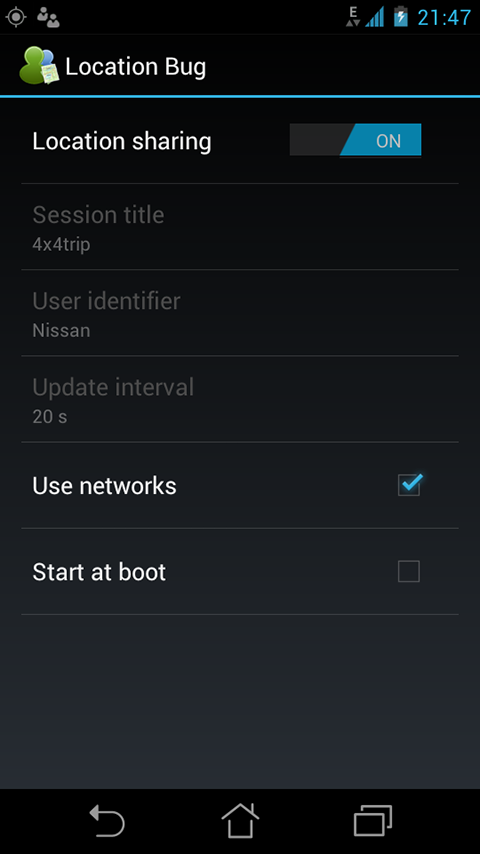 E 21:47
Location Bug
Location sharing ON
Session title
4x4trip
User identifier
Nissan
Update interval
20 s
Use networks
Start at boot